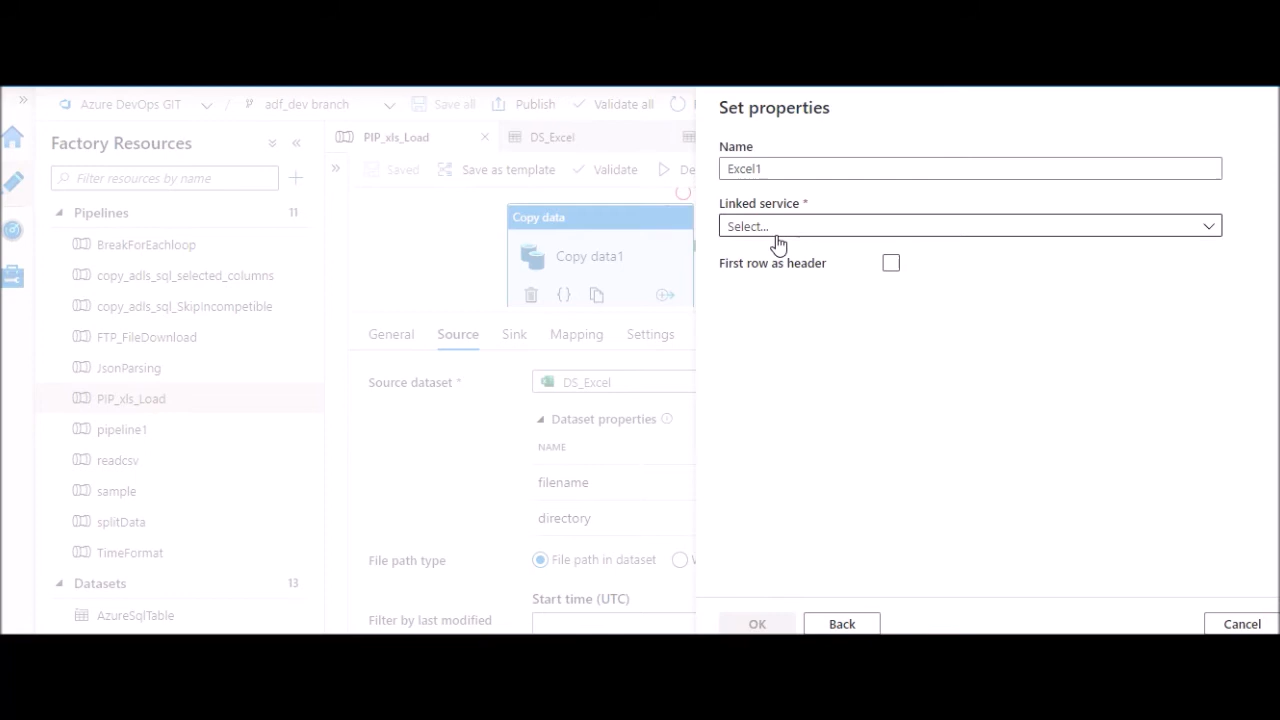 Azure DevOps GIT / adf_dev branch Save all Publish Validate all
Factory Resources
Filter resources by name
Pipelines 11
BreakForEachloop
copy_adls_sql_selected_columns
copy_adls_sql_SkipIncompetible
FTP_FileDownload
JsonParsing
PIP_xls_Load
pipeline1
readcsv
sample
splitData
TimeFormat
Datasets 13
AzureSqlTable
PIP_xls_Load DS_Excel
Saved Save as template Validate De
Copy data
Copy data1
General Source Sink Mapping Settings
Source dataset * DS_Excel
Dataset properties
NAME
filename
directory
File path type File path in dataset
Start time (UTC)
Filter by last modified
Set properties
Name
Excel1
Linked service *
Select...
First row as header
OK Back Cancel